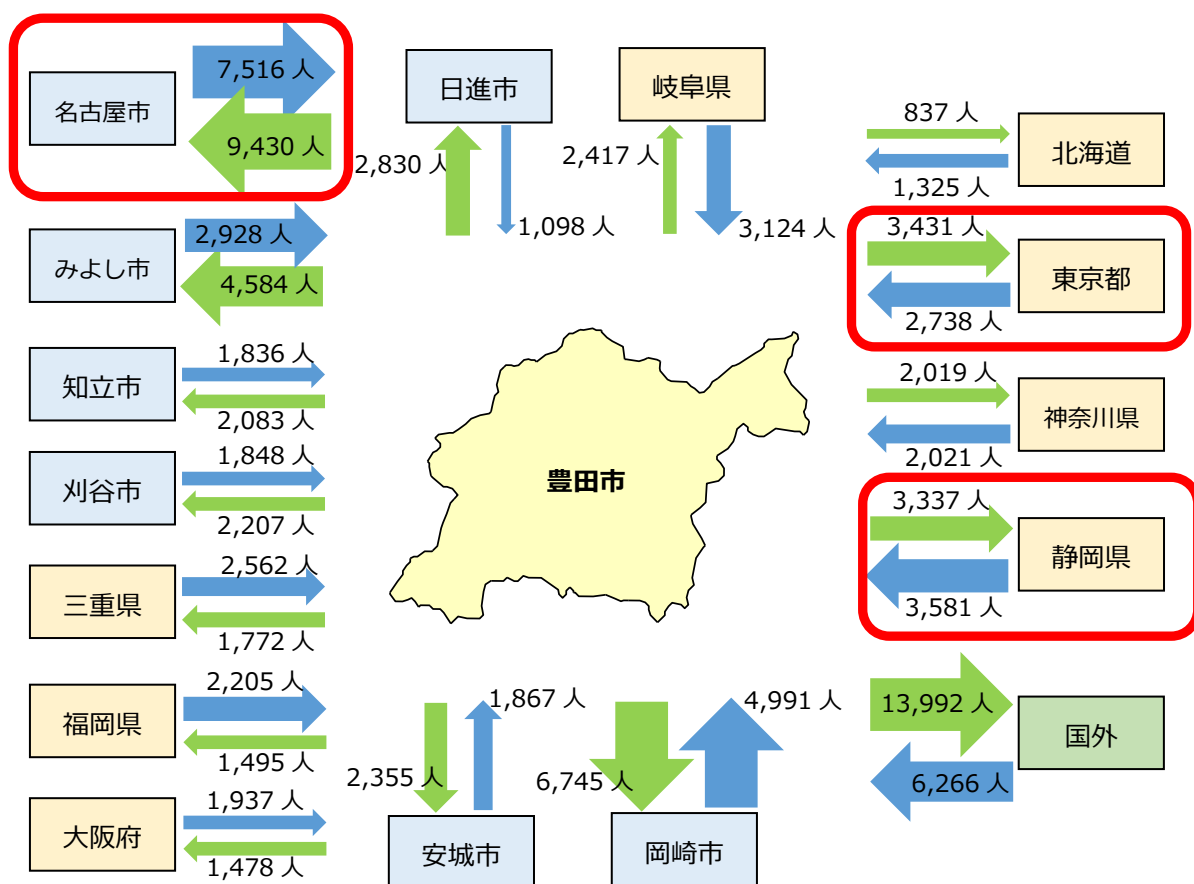 名古屋市
7,516 人
9,430 人
日進市
2,830 人
1,098 人
岐阜県
2,417 人
3,124 人
837 人
北海道
1,325 人
みよし市
2,928 人
4,584 人
3,431 人
東京都
2,738 人
知立市
1,836 人
2,083 人
2,019 人
神奈川県
2,021 人
刈谷市
1,848 人
2,207 人
豊田市
3,337 人
静岡県
3,581 人
三重県
2,562 人
1,772 人
福岡県
2,205 人
1,495 人
1,867 人
2,355 人
安城市
4,991 人
6,745 人
岡崎市
13,992 人
国外
6,266 人
大阪府
1,937 人
1,478 人